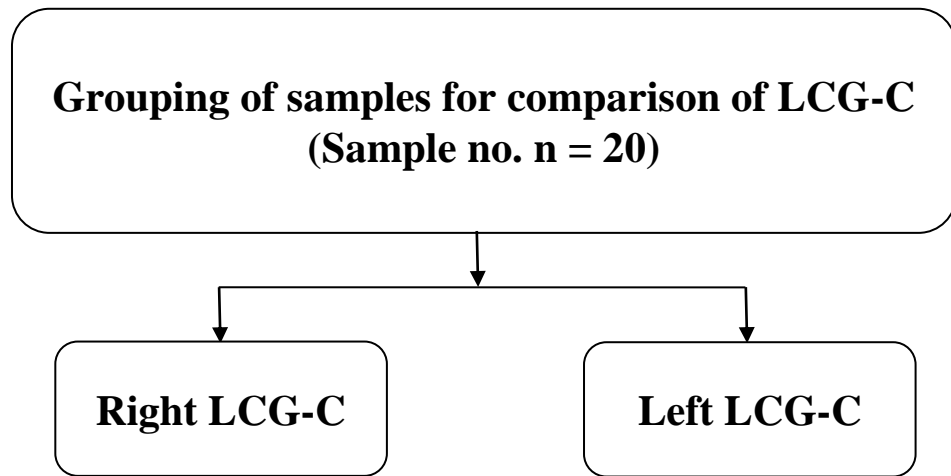 Grouping of samples for comparison of LCG-C
(Sample no. n = 20)
Right LCG-C
Left LCG-C